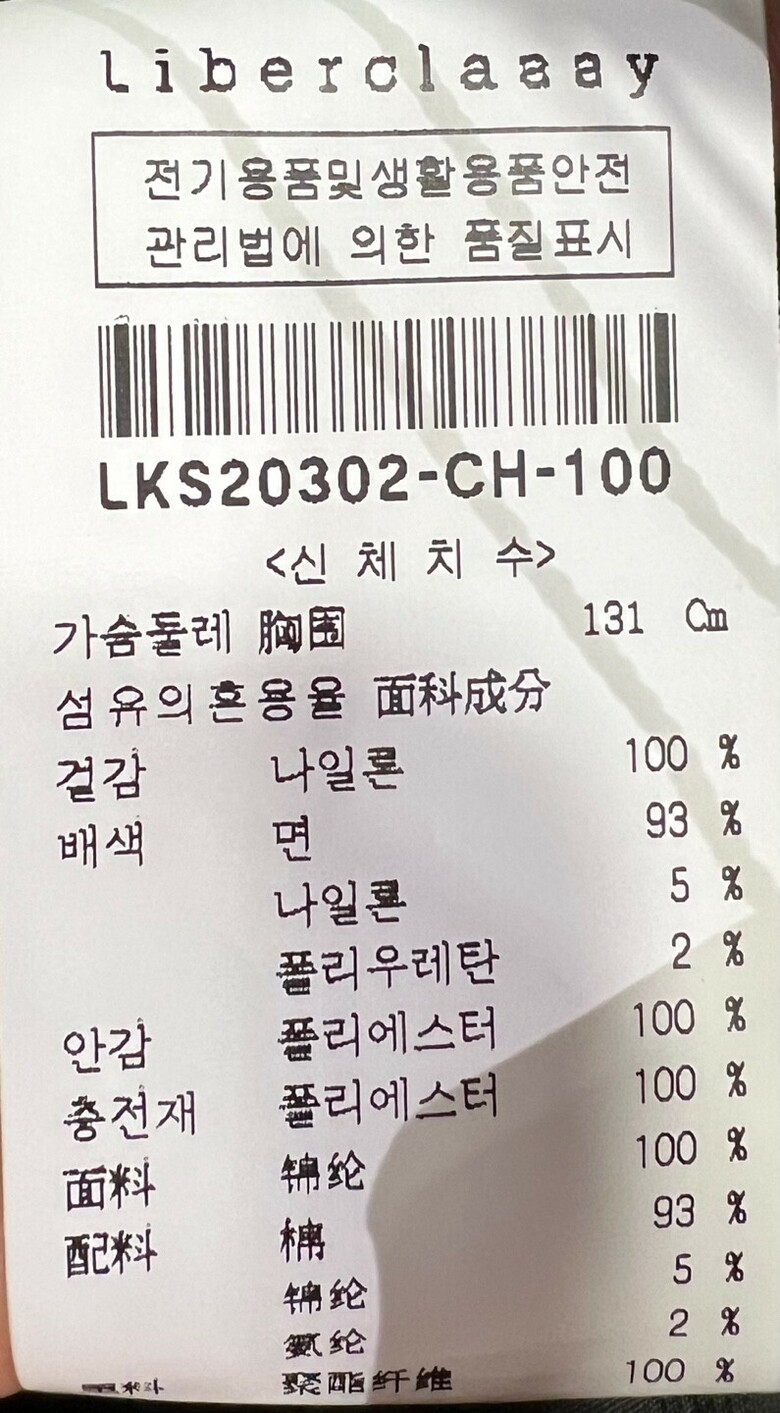 Liberclaaay
전기용품및생활용품안전
관리법에 의한 품질표시
LKS20302-CH-100
<신 체 치 수>
가슴둘레 胸围 131 Cm
섬유의혼용율 面科成分
겉감 나일론 100 %
배색 면 93 %
나일론 5 %
폴리우레탄 2 %
안감 폴리에스터 100 %
충전재 폴리에스터 100 %
面料 锦纶 100 %
配料 棉 93 %
锦纶 5 %
氨纶 2 %
聚酯纤维 100 %